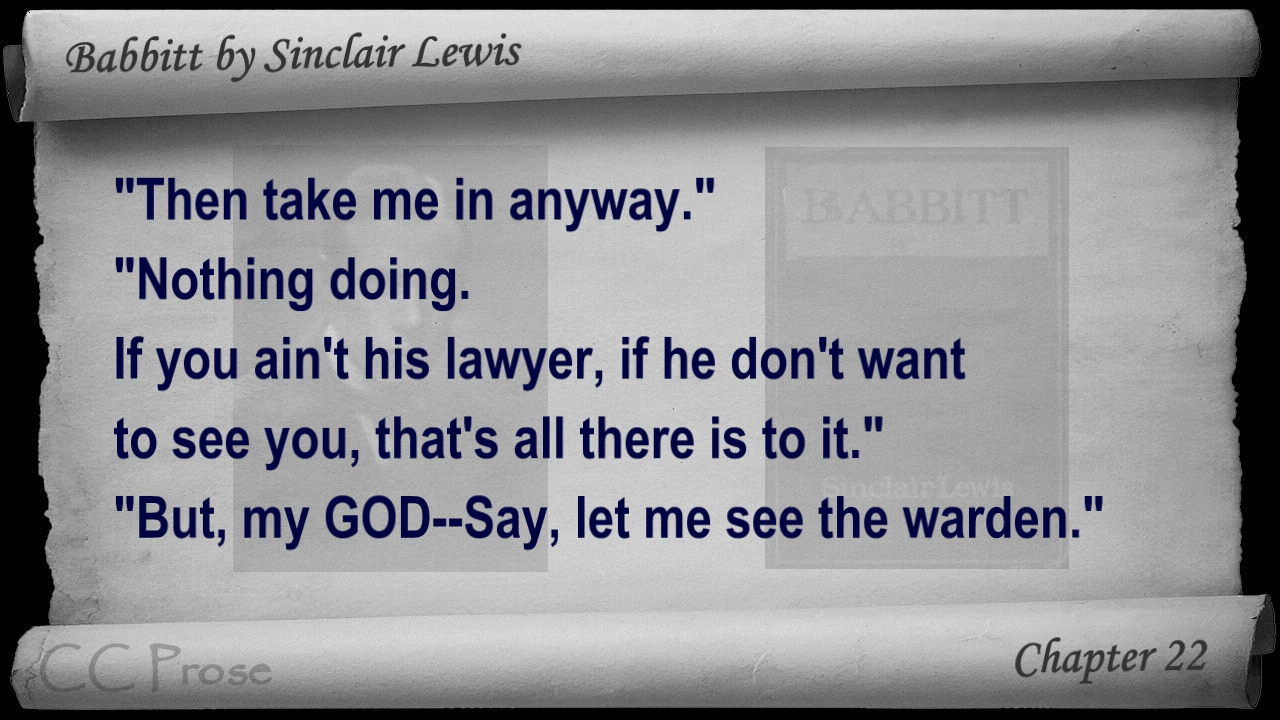 Babbitt by Sinclair Lewis
BABBITT
"Then take me in anyway."
"Nothing doing.
If you ain't his lawyer, if he don't want
to see you, that's all there is to it."
Sinclair Lewis
"But, my GOD--Say, let me see the warden."
CC Prose
Chapter 22